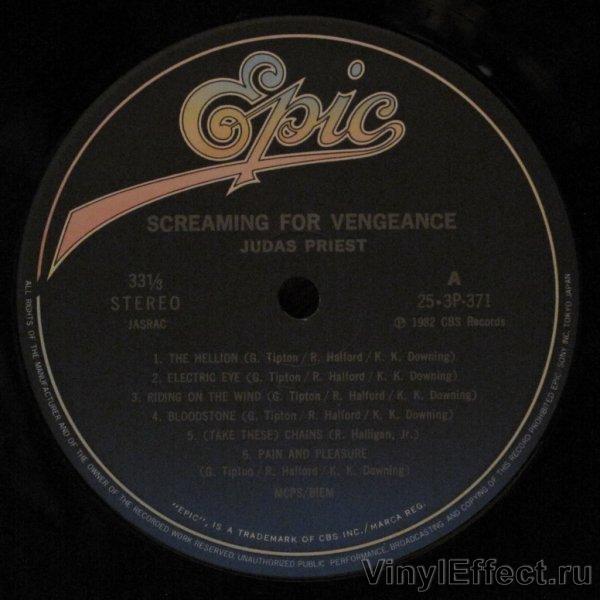 Epic
SCREAMING FOR VENGEANCE
JUDAS PRIEST
33⅓
STEREO
JASRAC
A
25・3P-371
Ⓟ 1982 CBS Records
1. THE HELLION (G. Tipton / R. Halford / K. K. Downing)
2. ELECTRIC EYE (G. Tipton / R. Halford / K. K. Downing)
3. RIDING ON THE WIND (G. Tipton / R. Halford / K. K. Downing)
4. BLOODSTONE (G. Tipton / R. Halford / K. K. Downing)
5. (TAKE THESE) CHAINS (R. Halligan, Jr.)
6. PAIN AND PLEASURE
(G. Tipton / R. Halford / K. K. Downing)
MCPS/BIEM
"EPIC", IS A TRADEMARK OF CBS INC./MARCA REG.
ALL RIGHTS OF THE MANUFACTURER AND OF THE OWNER OF THE RECORDED WORK RESERVED. UNAUTHORIZED PUBLIC PERFORMANCE, BROADCASTING AND COPYING OF THIS RECORD PROHIBITED EPIC SONY INC. TOKYO JAPAN
VinylEffect.ru